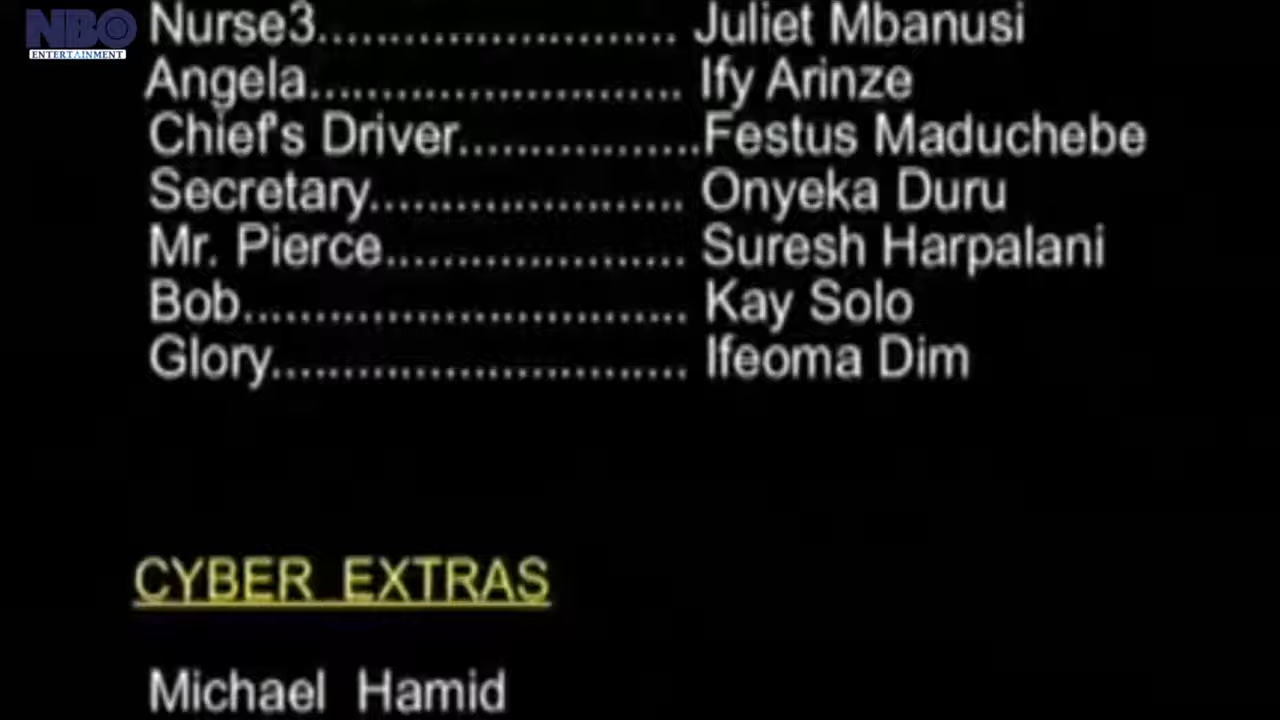 NBO
ENTERTAINMENT
Nurse3............................ Juliet Mbanusi
Angela............................ Ify Arinze
Chief's Driver..................Festus Maduchebe
Secretary....................... Onyeka Duru
Mr. Pierce...................... Suresh Harpalani
Bob................................ Kay Solo
Glory.............................. Ifeoma Dim
CYBER EXTRAS
Michael Hamid